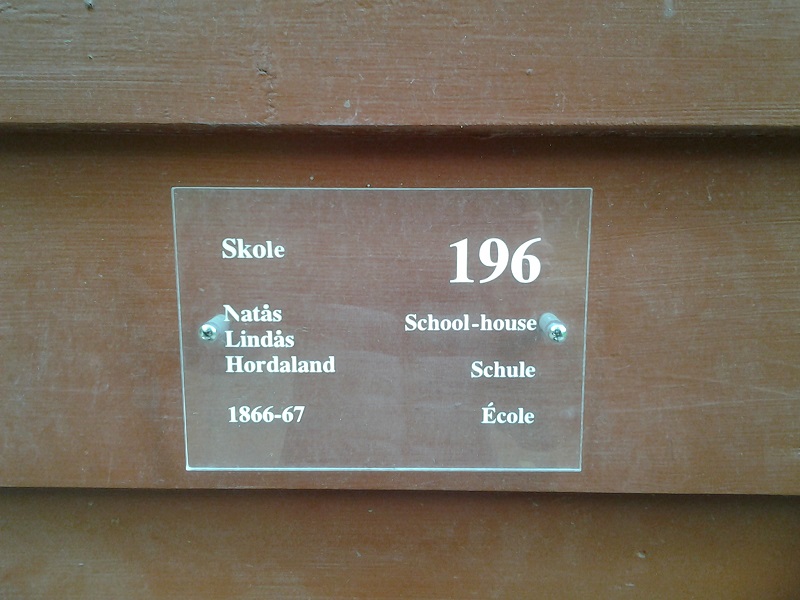 Skole
196
Natås
Lindås
Hordaland
1866-67
School-house
Schule
École